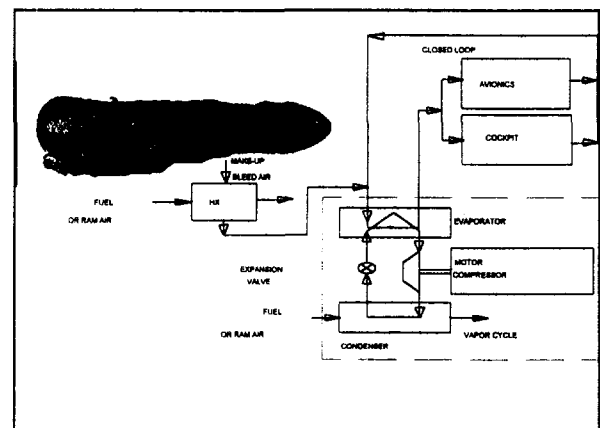 CLOSED LOOP
AVIONICS
COCKPIT
MAKE-UP
BLEED AIR
FUEL
HX
OR RAM AIR
EVAPORATOR
EXPANSION
VALVE
MOTOR
COMPRESSOR
FUEL
OR RAM AIR
CONDENSER
VAPOR CYCLE